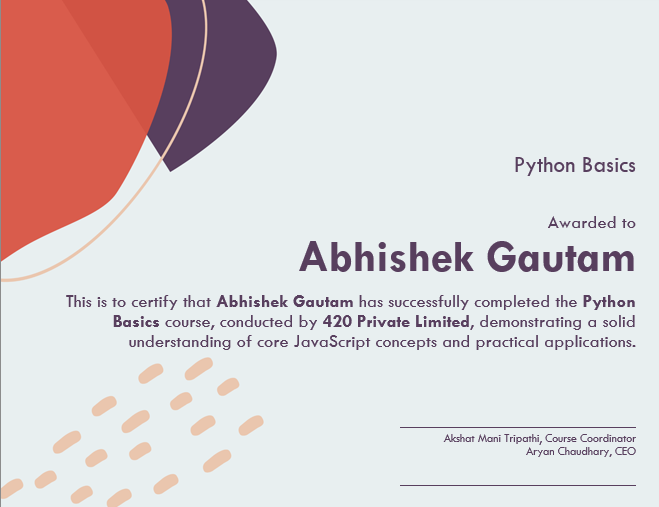 Python Basics
Awarded to
Abhishek Gautam
This is to certify that Abhishek Gautam has successfully completed the Python
Basics course, conducted by 420 Private Limited, demonstrating a solid
understanding of core JavaScript concepts and practical applications.
Akshat Mani Tripathi, Course Coordinator
Aryan Chaudhary, CEO